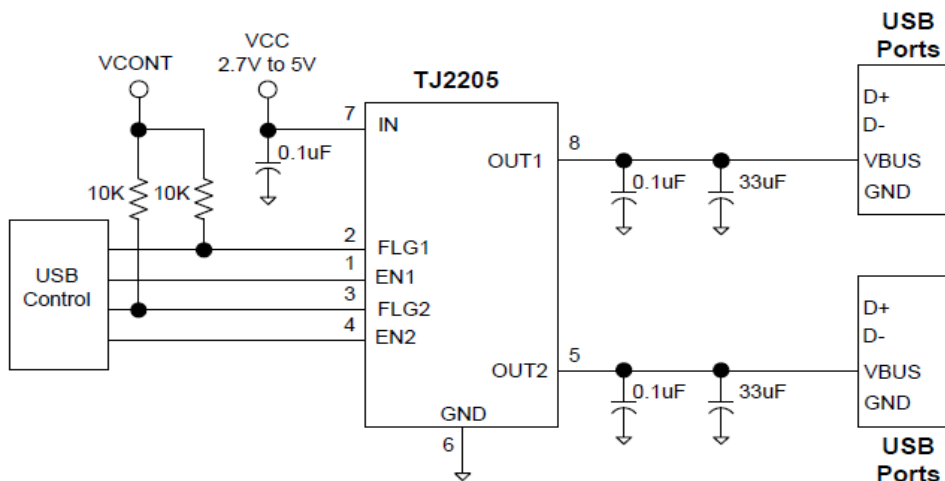 VCONT
VCC
2.7V to 5V
TJ2205
USB
Ports
7
IN
0.1uF
10K
10K
OUT1
8
0.1uF
33uF
D+
D-
VBUS
GND
USB
Control
2
FLG1
1
EN1
3
FLG2
4
EN2
OUT2
5
0.1uF
33uF
D+
D-
VBUS
GND
GND
6
USB
Ports